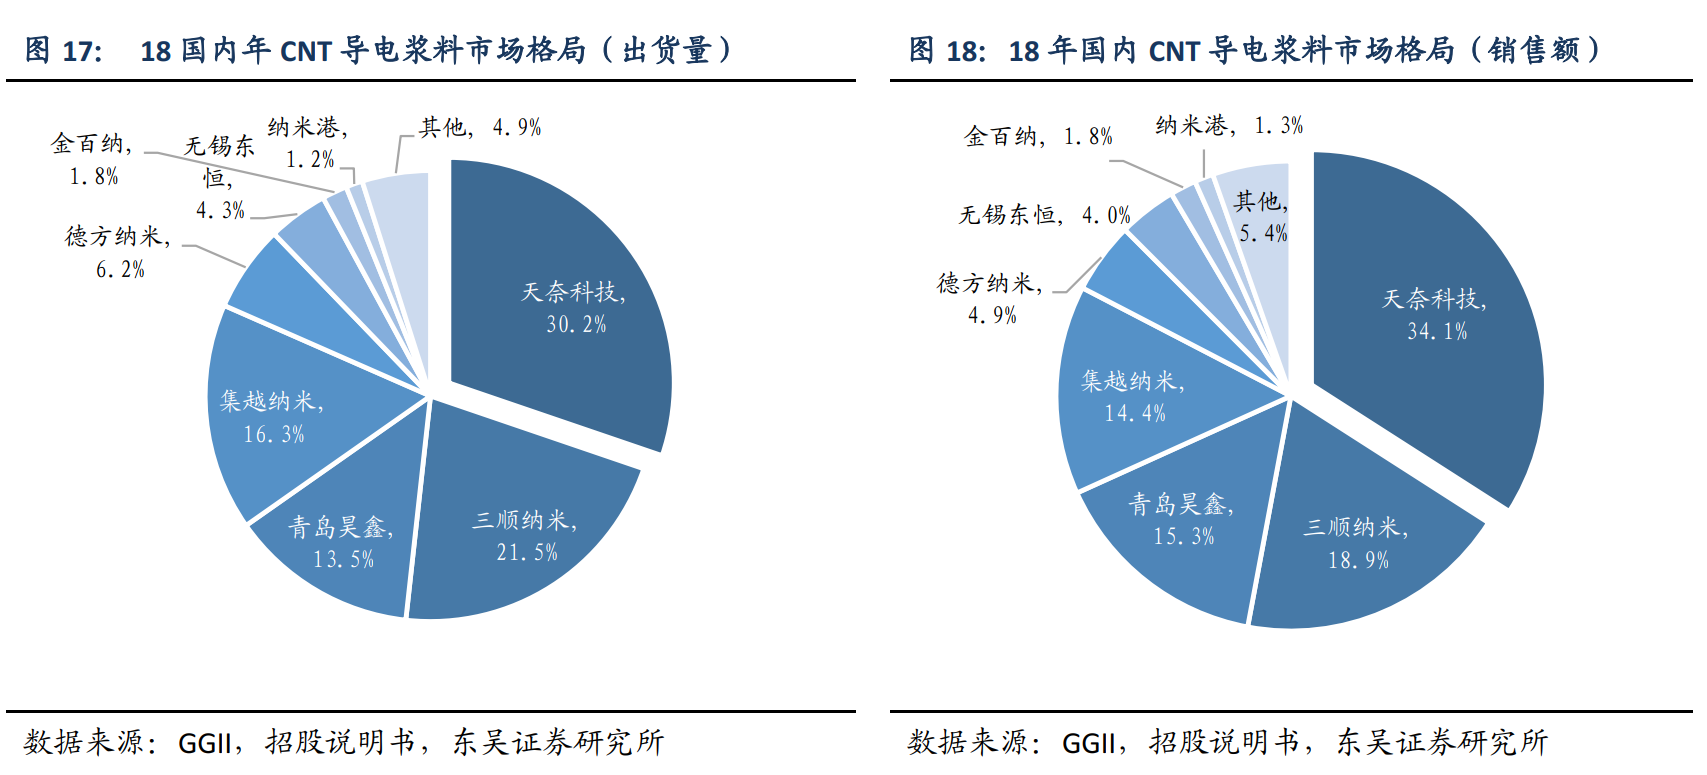 图 17: 18 国内年 CNT 导电浆料市场格局（出货量）
其他, 4.9%
纳米港,
1.2%
无锡东
恒,
4.3%
金百纳,
1.8%
德方纳米,
6.2%
天奈科技,
30.2%
集越纳米,
16.3%
青岛昊鑫,
13.5%
三顺纳米,
21.5%
数据来源：GGII，招股说明书，东吴证券研究所
图 18: 18 年国内 CNT 导电浆料市场格局（销售额）
纳米港, 1.3%
金百纳, 1.8%
其他,
5.4%
无锡东恒, 4.0%
德方纳米,
4.9%
天奈科技,
34.1%
集越纳米,
14.4%
青岛昊鑫,
15.3%
三顺纳米,
18.9%
数据来源：GGII，招股说明书，东吴证券研究所